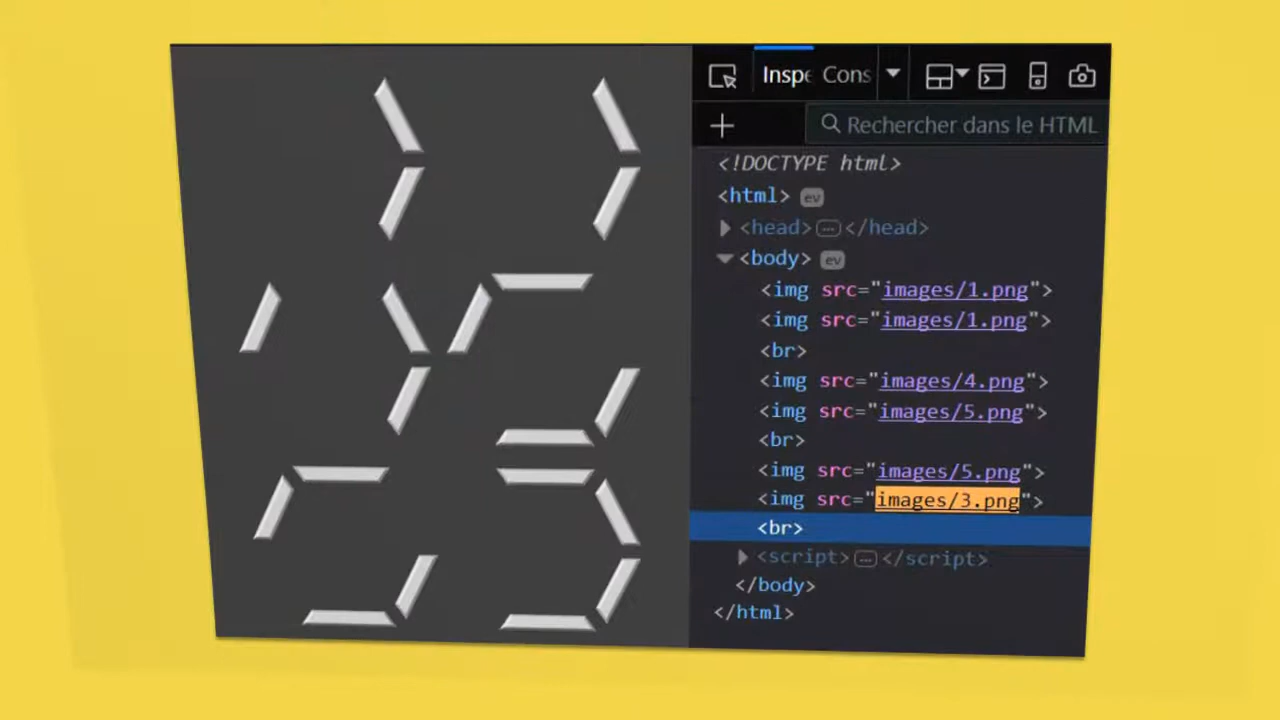 Inspe Cons
Rechercher dans le HTML
<!DOCTYPE html>
<html> ev
<head>...</head>
<body> ev
<img src="images/1.png">
<img src="images/1.png">
<br>
<img src="images/4.png">
<img src="images/5.png">
<br>
<img src="images/5.png">
<img src="images/3.png">
<br>
<script>...</script>
</body>
</html>